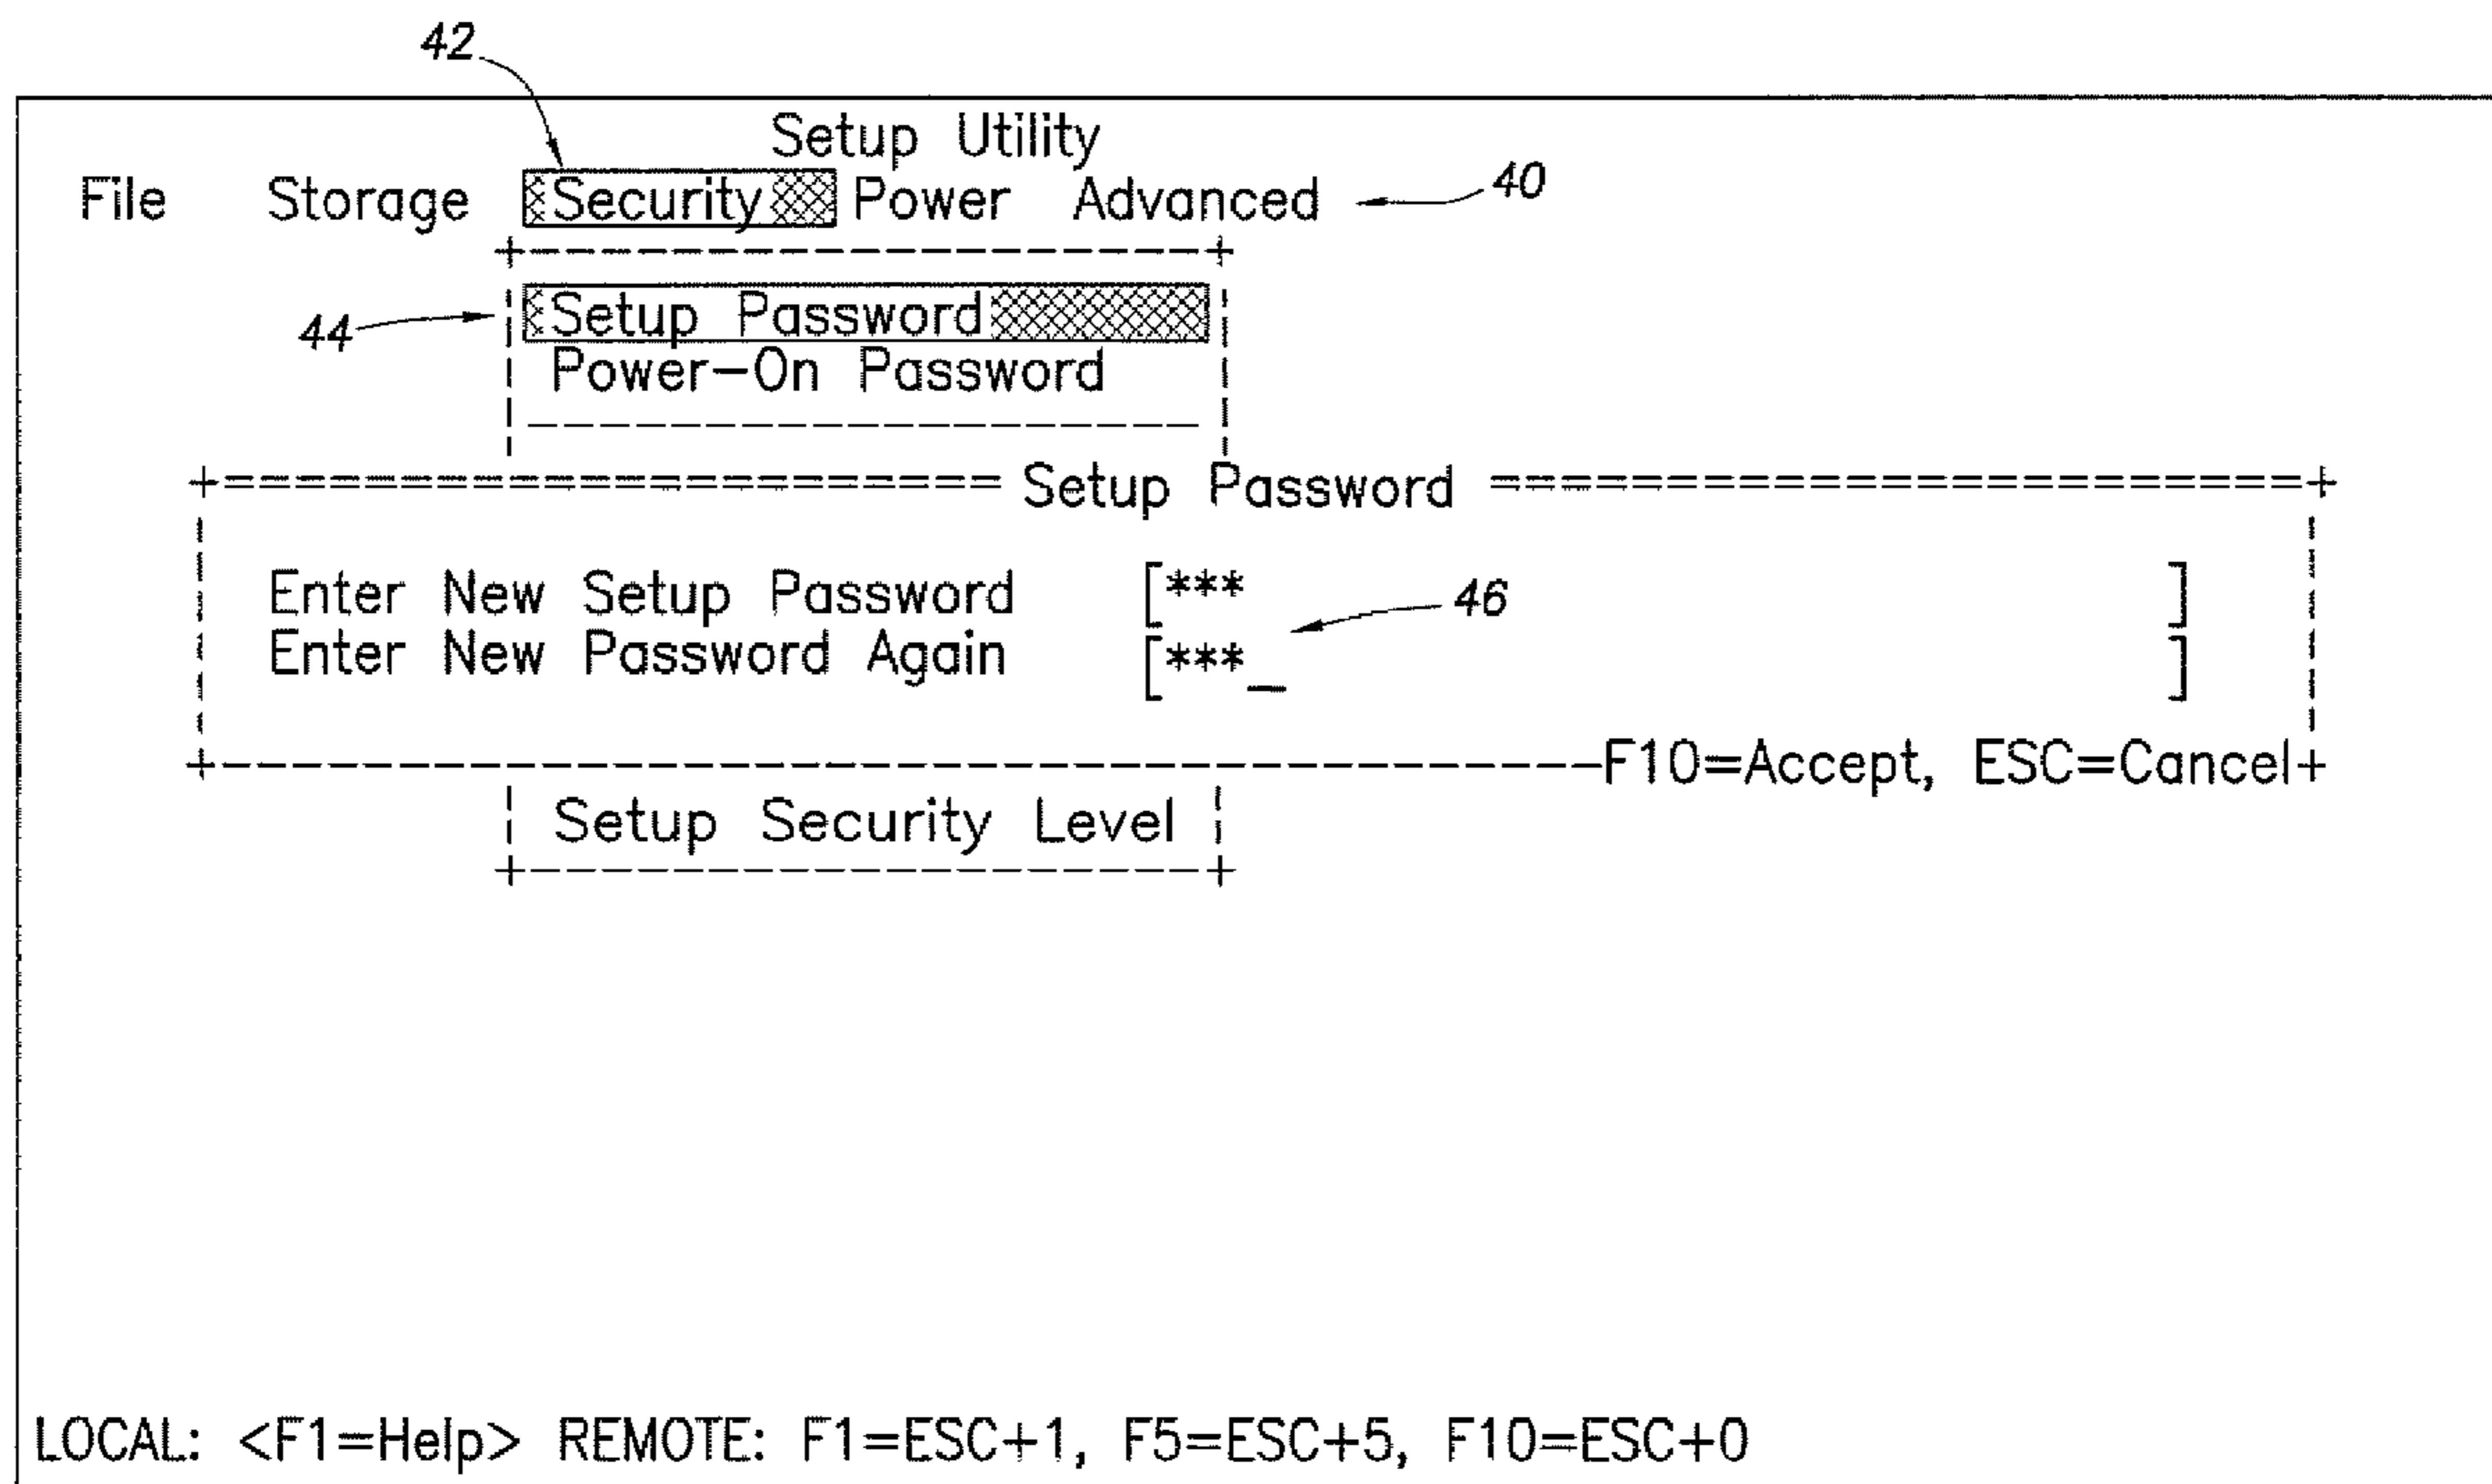 42
Setup Utility
File Storage Security Power Advanced 40
44 Setup Password
Power-On Password
Setup Password
Enter New Setup Password [*** ]
46
Enter New Password Again [***_ ]
F10=Accept, ESC=Cancel
Setup Security Level
LOCAL: <F1=Help> REMOTE: F1=ESC+1, F5=ESC+5, F10=ESC+0